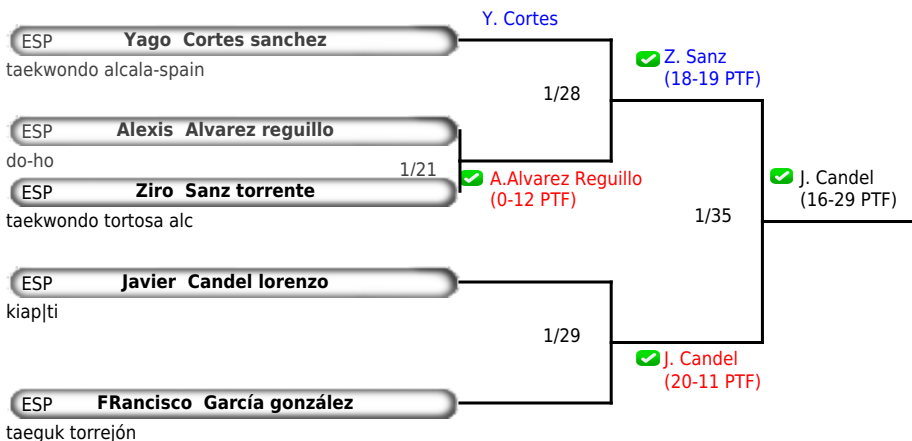 Y. Cortes
ESP Yago Cortes sanchez
taekwondo alcala-spain
Z. Sanz
(18-19 PTF)
1/28
ESP Alexis Alvarez reguillo
do-ho
1/21
A.Alvarez Reguillo
(0-12 PTF)
ESP Ziro Sanz torrente
taekwondo tortosa alc
J. Candel
(16-29 PTF)
1/35
ESP Javier Candel lorenzo
kiap|ti
1/29
J. Candel
(20-11 PTF)
ESP FRancisco García gonzález
taeguk torrejón